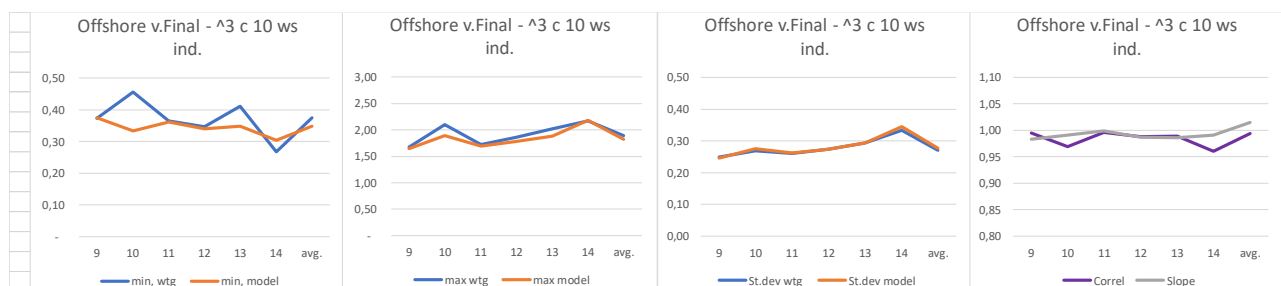 Offshore v.Final - ^3 c 10 ws
ind.
0,50
0,40
0,30
0,20
0,10
-
9 10 11 12 13 14 avg.
min, wtg min, model
Offshore v.Final - ^3 c 10 ws
ind.
3,00
2,50
2,00
1,50
1,00
0,50
-
9 10 11 12 13 14 avg.
max wtg max model
Offshore v.Final - ^3 c 10 ws
ind.
0,50
0,40
0,30
0,20
0,10
0,00
9 10 11 12 13 14 avg.
St.dev wtg St.dev model
Offshore v.Final - ^3 c 10 ws
ind.
1,10
1,05
1,00
0,95
0,90
0,85
0,80
9 10 11 12 13 14 avg.
Correl Slope